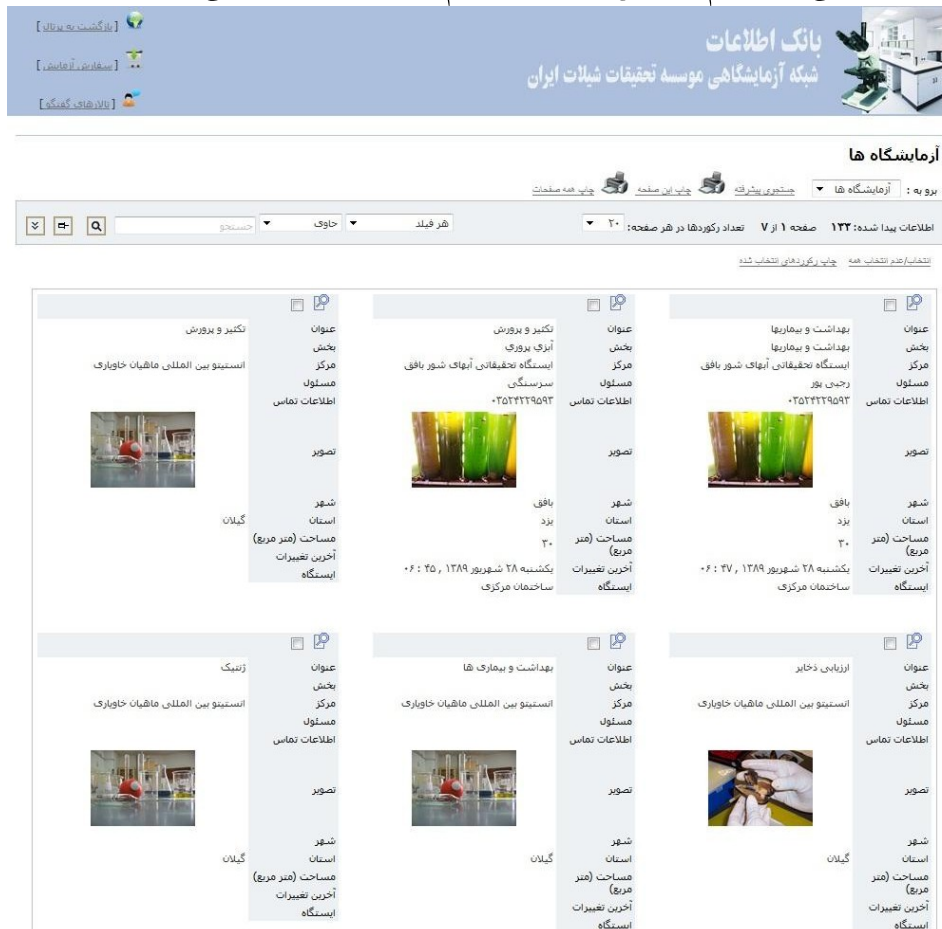 [ بازگشت به پرتال ]
بانک اطلاعات
[ سفارش آزمایش ]
شبکه آزمایشگاهی موسسه تحقیقات شیلات ایران
[ تالارهای گفتگو ]
آزمایشگاه ها
برو به : آزمایشگاه ها جستجوی پیشرفته چاپ این صفحه چاپ همه صفحات
اطلاعات پیدا شده: ۱۳۳ صفحه ۱ از ۷ تعداد رکوردها در هر صفحه: ۲۰ هر فیلد حاوی جستجو
انتخاب/عدم انتخاب همه چاپ رکوردهای انتخاب شده
عنوان بهداشت و بیماریها
بخش بهداشت و بیماریها
مرکز ایستگاه تحقیقاتی آبهای شور بافق
مسئول رجبی پور
اطلاعات تماس ۰۳۵۲۴۲۲۹۵۹۳
تصویر
شهر بافق
استان یزد
مساحت (متر مربع) ۳۰
آخرین تغییرات یکشنبه ۲۸ شهریور ۱۳۸۹ , ۴۷ : ۰۶
ایستگاه ساختمان مرکزی
عنوان تکثیر و پرورش
بخش آبزي پروري
مرکز ایستگاه تحقیقاتی آبهای شور بافق
مسئول سرسنگی
اطلاعات تماس ۰۳۵۲۴۲۲۹۵۹۳
تصویر
شهر بافق
استان یزد
مساحت (متر مربع) ۳۰
آخرین تغییرات یکشنبه ۲۸ شهریور ۱۳۸۹ , ۴۵ : ۰۶
ایستگاه ساختمان مرکزی
عنوان تکثیر و پرورش
بخش
مرکز انستیتو بین المللی ماهیان خاویاری
مسئول
اطلاعات تماس
تصویر
شهر
استان گیلان
مساحت (متر مربع)
آخرین تغییرات
ایستگاه
عنوان ارزیابی ذخایر
بخش
مرکز انستیتو بین المللی ماهیان خاویاری
مسئول
اطلاعات تماس
تصویر
شهر
استان گیلان
مساحت (متر مربع)
آخرین تغییرات
ایستگاه
عنوان بهداشت و بیماری ها
بخش
مرکز انستیتو بین المللی ماهیان خاویاری
مسئول
اطلاعات تماس
تصویر
شهر
استان گیلان
مساحت (متر مربع)
آخرین تغییرات
ایستگاه
عنوان ژنتیک
بخش
مرکز انستیتو بین المللی ماهیان خاویاری
مسئول
اطلاعات تماس
تصویر
شهر
استان گیلان
مساحت (متر مربع)
آخرین تغییرات
ایستگاه